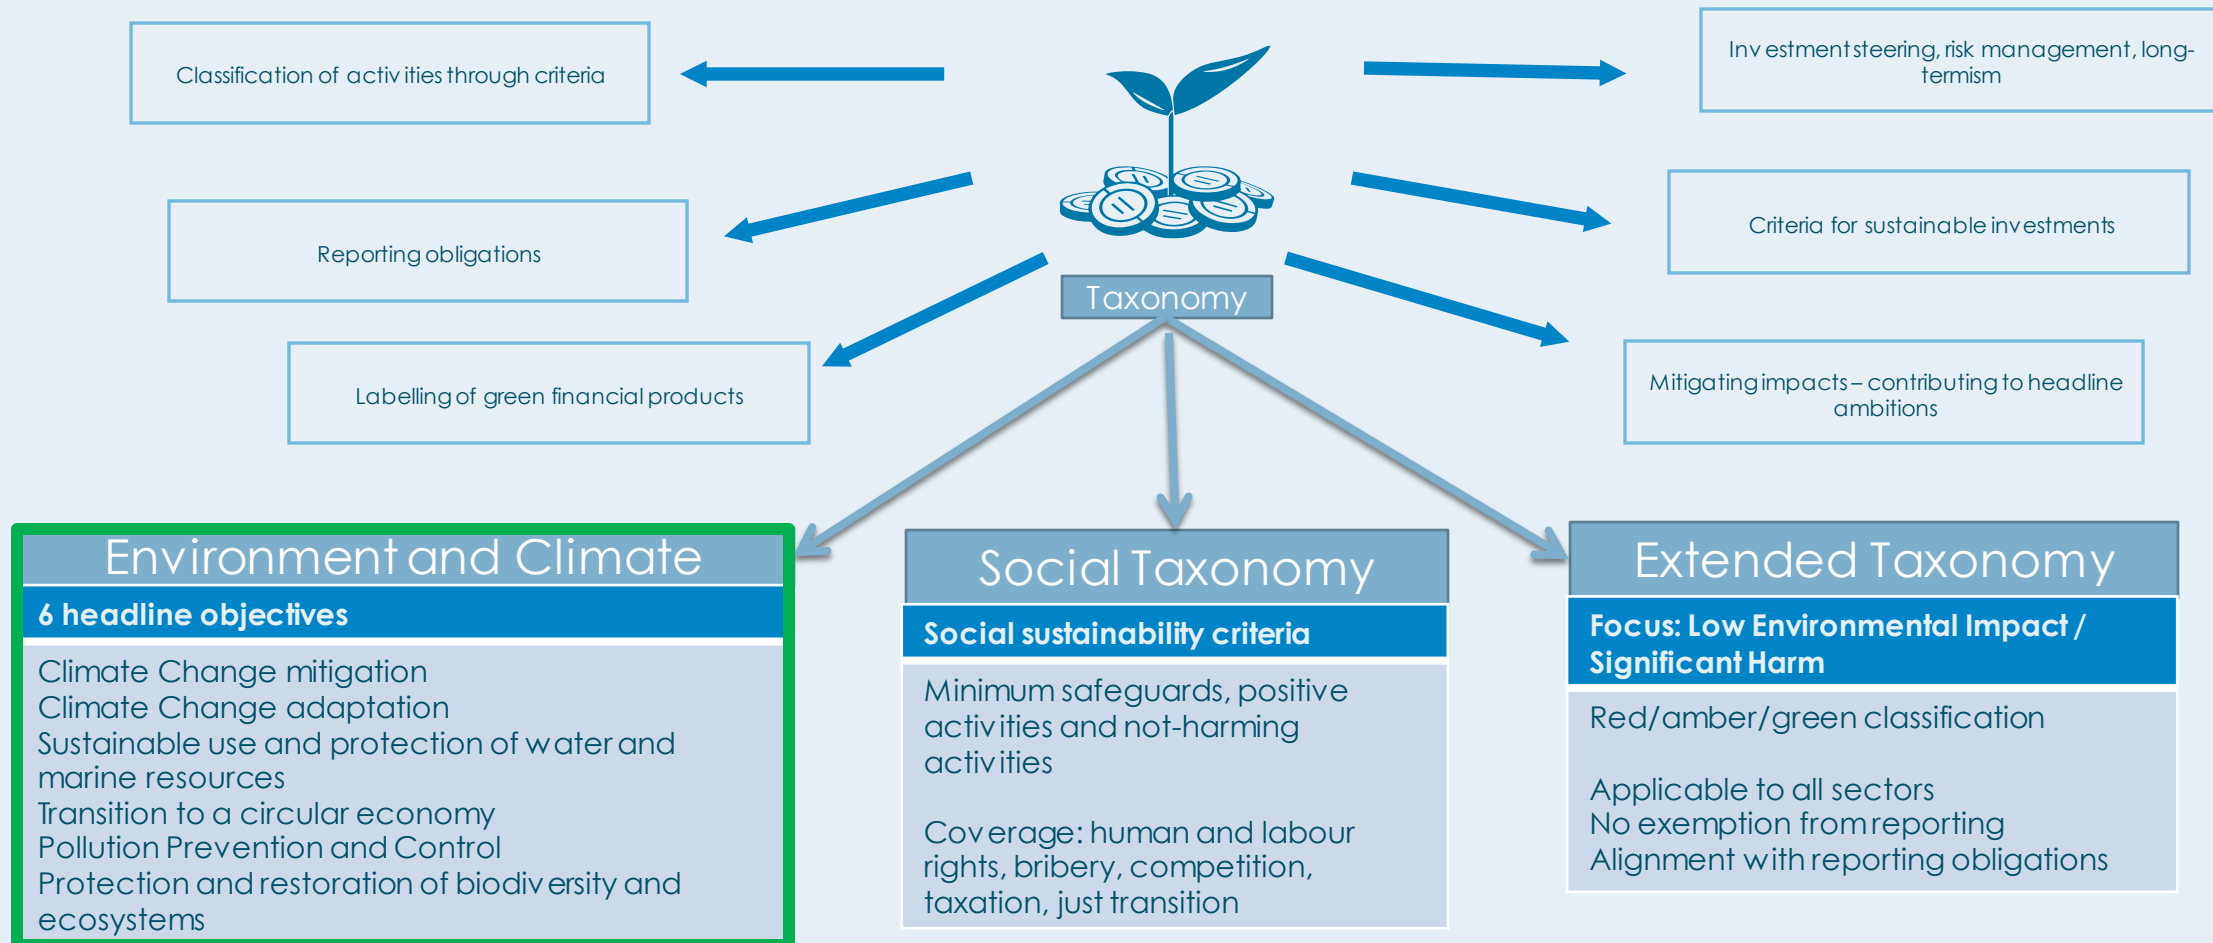 Classification of activities through criteria
Investment steering, risk management, long-
termism
Reporting obligations
Criteria for sustainable investments
Labelling of green financial products
Mitigating impacts – contributing to headline
ambitions
Taxonomy
Environment and Climate
6 headline objectives
Climate Change mitigation
Climate Change adaptation
Sustainable use and protection of water and
marine resources
Transition to a circular economy
Pollution Prevention and Control
Protection and restoration of biodiversity and
ecosystems
Social Taxonomy
Social sustainability criteria
Minimum safeguards, positive
activities and not-harming
activities
Coverage: human and labour
rights, bribery, competition,
taxation, just transition
Extended Taxonomy
Focus: Low Environmental Impact /
Significant Harm
Red/amber/green classification
Applicable to all sectors
No exemption from reporting
Alignment with reporting obligations